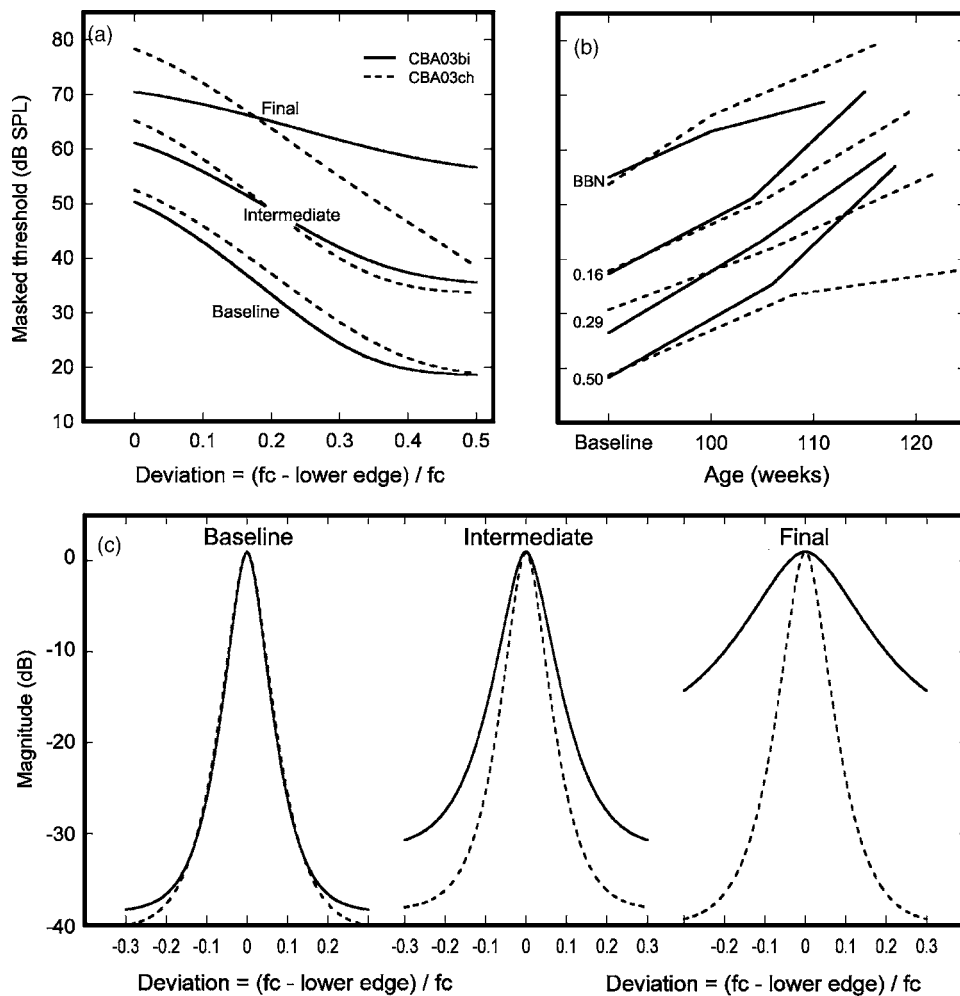 (a)
CBA03bi
CBA03ch
Final
Intermediate
Baseline
Masked threshold (dB SPL)
80
70
60
50
40
30
20
10
0 0.1 0.2 0.3 0.4 0.5
Deviation = (fc - lower edge) / fc
(b)
BBN
0.16
0.29
0.50
Baseline 100 110 120
Age (weeks)
(c)
Baseline Intermediate Final
Magnitude (dB)
0
-10
-20
-30
-40
-0.3 -0.2 -0.1 0 0.1 0.2 -0.3 -0.2 -0.1 0 0.1 0.2 0.3 -0.2 -0.1 0 0.1 0.2 0.3
Deviation = (fc - lower edge) / fc Deviation = (fc - lower edge) / fc Deviation = (fc - lower edge) / fc